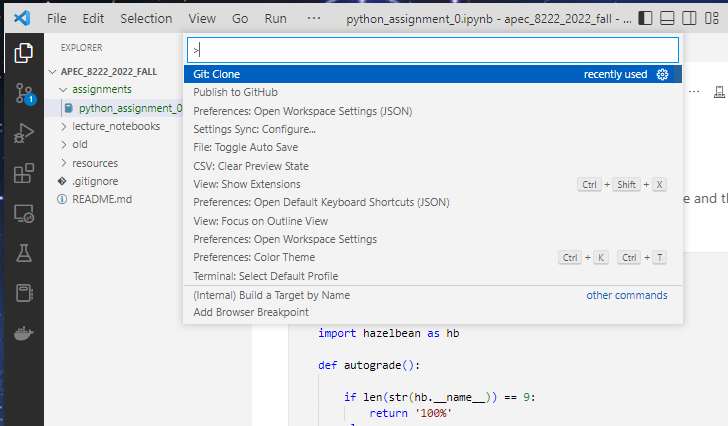 File Edit Selection View Go Run ··· python_assignment_0.ipynb - apec_8222_2022_fall - ...
EXPLORER
>
APEC_8222_2022_FALL
Git: Clone recently used
assignments
Publish to GitHub
python_assignment_0
Preferences: Open Workspace Settings (JSON)
lecture_notebooks
Settings Sync: Configure...
old
File: Toggle Auto Save
resources
CSV: Clear Preview State
.gitignore
View: Show Extensions Ctrl + Shift + X
README.md
Preferences: Open Default Keyboard Shortcuts (JSON)
e and th
View: Focus on Outline View
Preferences: Open Workspace Settings
Preferences: Color Theme Ctrl + K Ctrl + T
Terminal: Select Default Profile
(Internal) Build a Target by Name other commands
Add Browser Breakpoint
import hazelbean as hb
def autograde():
if len(str(hb.__name__)) == 9:
return '100%'
1